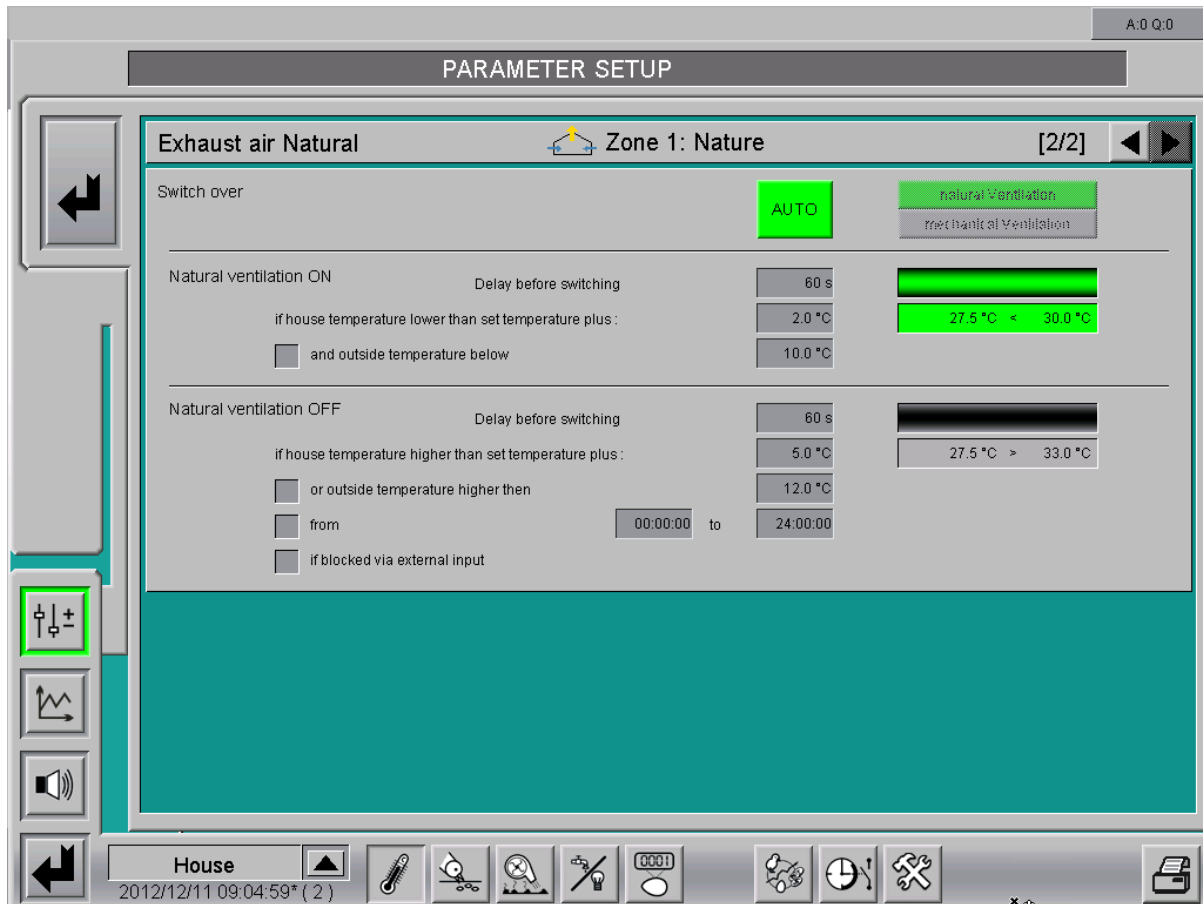 A:0 Q:0
PARAMETER SETUP
Exhaust air Natural Zone 1: Nature [2/2]
Switch over AUTO natural Ventilation
mechanical Ventilation
Natural ventilation ON Delay before switching 60 s
if house temperature lower than set temperature plus : 2.0 °C 27.5 °C < 30.0 °C
and outside temperature below 10.0 °C
Natural ventilation OFF Delay before switching 60 s
if house temperature higher than set temperature plus : 5.0 °C 27.5 °C > 33.0 °C
or outside temperature higher then 12.0 °C
from 00:00:00 to 24:00:00
if blocked via external input
House
0001
2012/12/11 09:04:59* ( 2 )